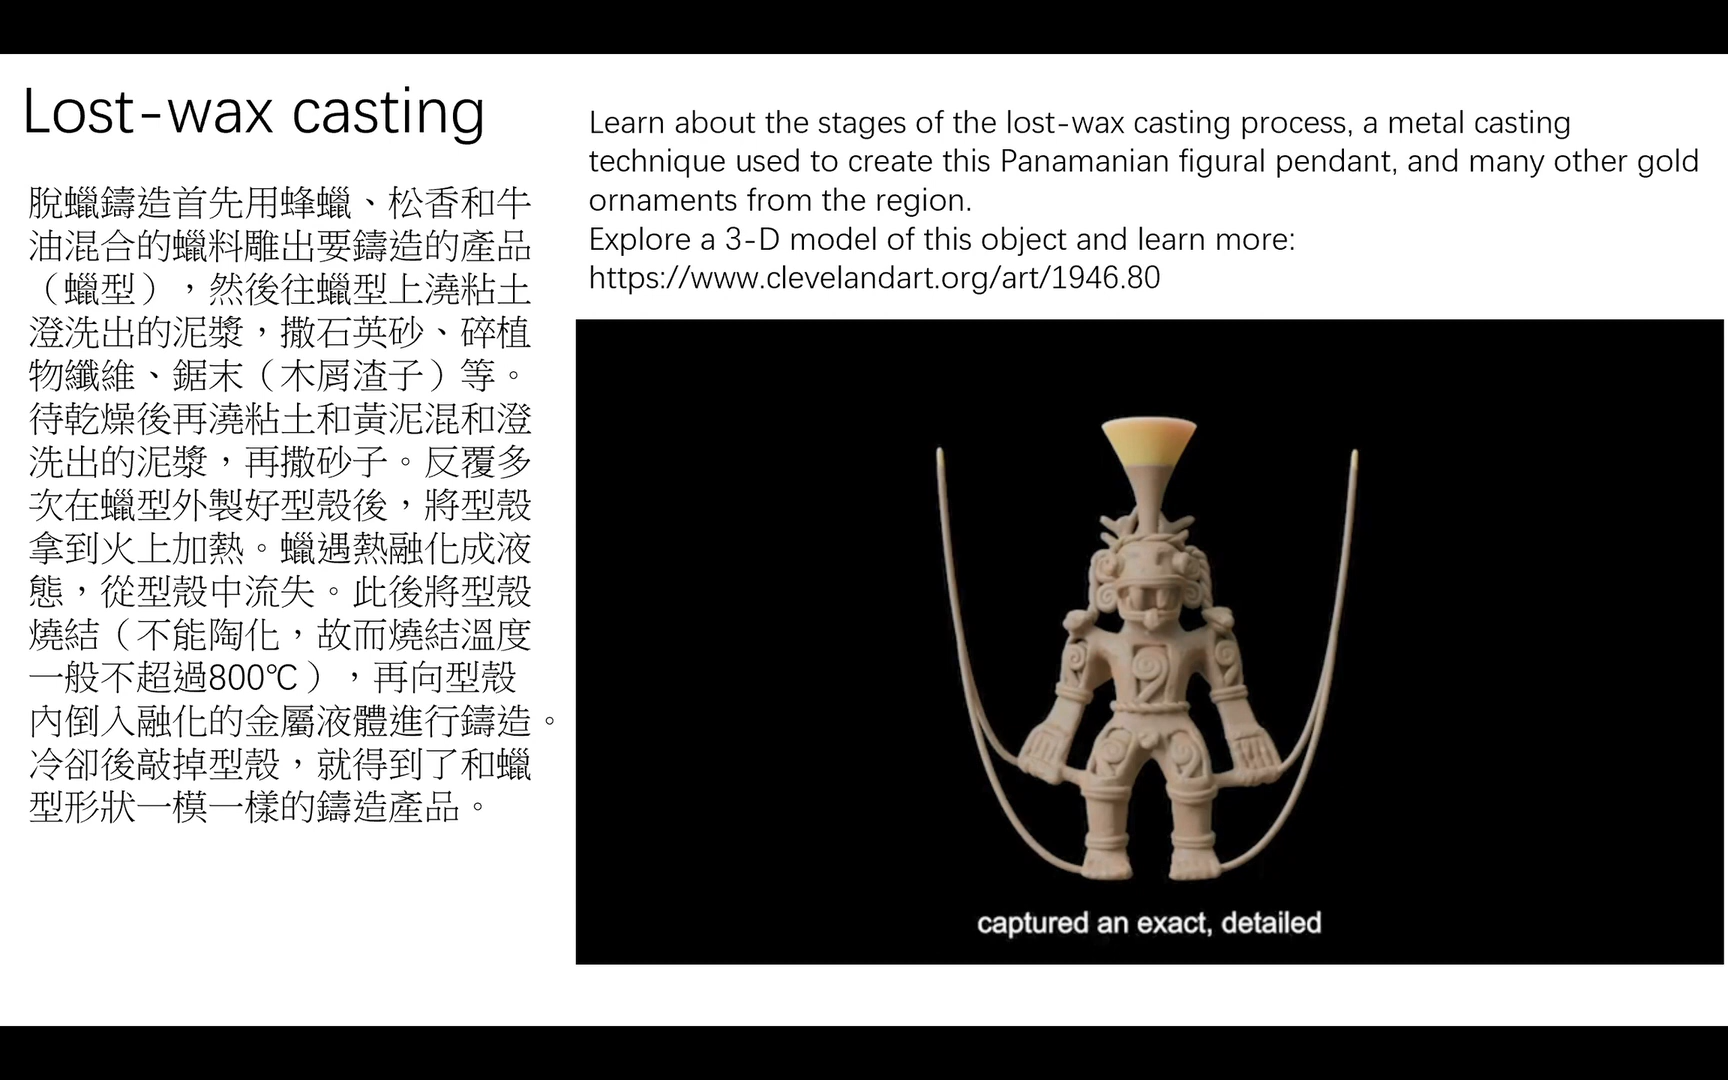 Lost-wax casting
脫蠟鑄造首先用蜂蠟、松香和牛
油混合的蠟料雕出要鑄造的產品
（蠟型），然後往蠟型上澆粘土
澄洗出的泥漿，撒石英砂、碎植
物纖維、鋸末（木屑渣子）等。
待乾燥後再澆粘土和黃泥混和澄
洗出的泥漿，再撒砂子。反覆多
次在蠟型外製好型殼後，將型殼
拿到火上加熱。蠟遇熱融化成液
態，從型殼中流失。此後將型殼
燒結（不能陶化，故而燒結溫度
一般不超過800℃），再向型殼
內倒入融化的金屬液體進行鑄造。
冷卻後敲掉型殼，就得到了和蠟
型形狀一模一樣的鑄造產品。
Learn about the stages of the lost-wax casting process, a metal casting
technique used to create this Panamanian figural pendant, and many other gold
ornaments from the region.
Explore a 3-D model of this object and learn more:
https://www.clevelandart.org/art/1946.80
captured an exact, detailed